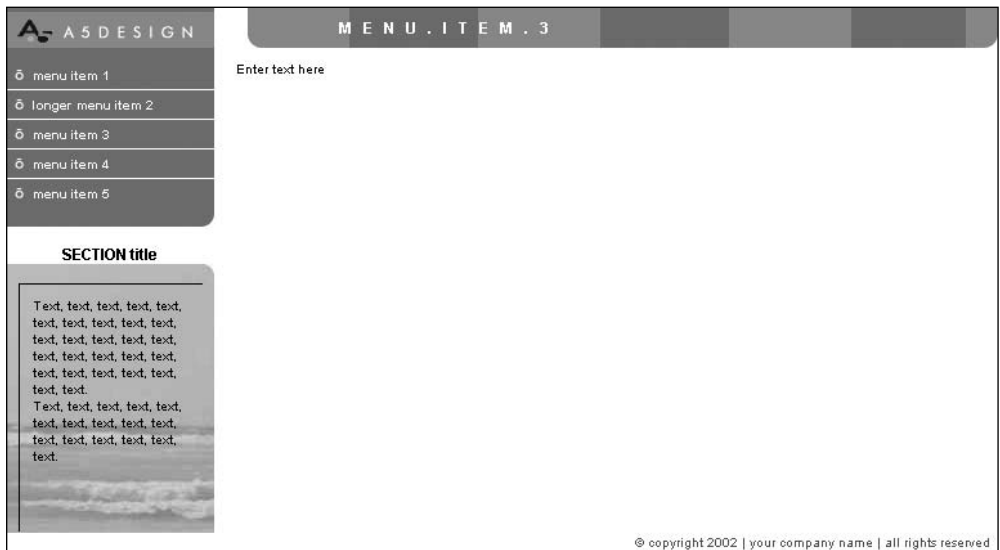 A5DESIGN
MENU.ITEM.3
ō menu item 1
ō longer menu item 2
ō menu item 3
ō menu item 4
ō menu item 5
Enter text here
SECTION title
Text, text, text, text, text,
text, text, text, text, text,
text, text, text, text, text,
text, text, text, text, text,
text, text, text, text, text,
text, text.
Text, text, text, text, text,
text, text, text, text, text,
text, text, text, text, text,
text.
© copyright 2002 | your company name | all rights reserved